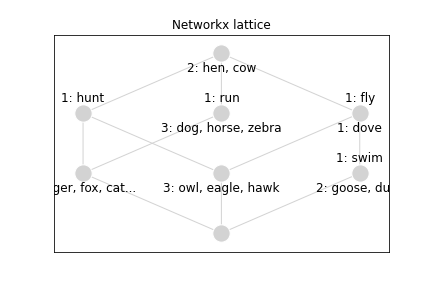 Networkx lattice
2: hen, cow
1: hunt
1: run
1: fly
3: dog, horse, zebra
1: dove
1: swim
ger, fox, cat...
3: owl, eagle, hawk
2: goose, du